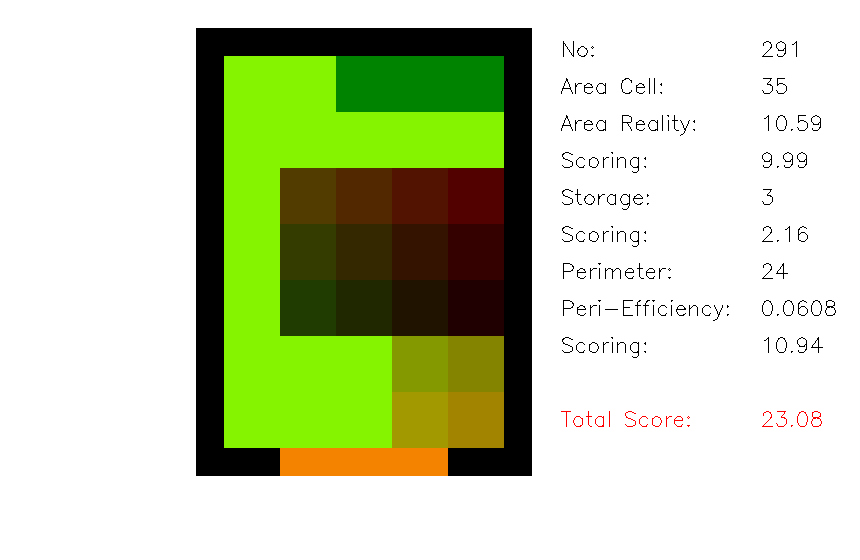 No: 291
Area Cell: 35
Area Reality: 10.59
Scoring: 9.99
Storage: 3
Scoring: 2.16
Perimeter: 24
Peri-Efficiency: 0.0608
Scoring: 10.94
Total Score: 23.08